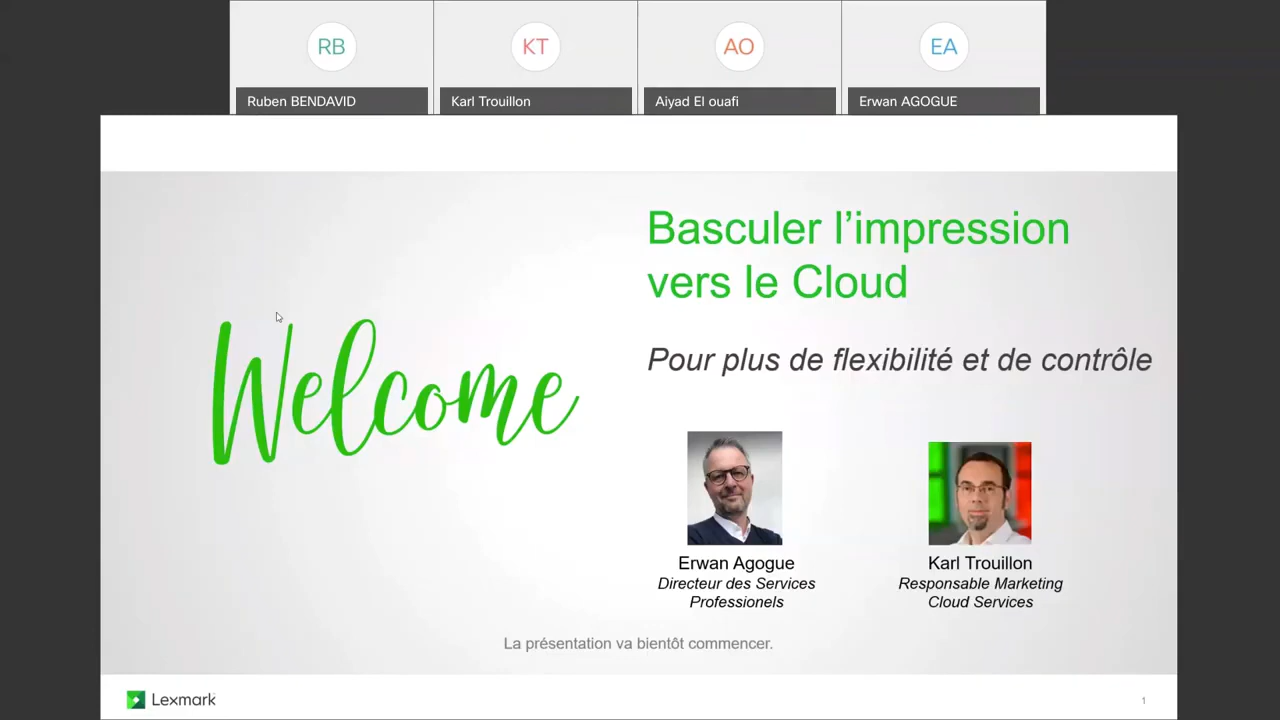 RB
KT
AO
EA
Ruben BENDAVID
Karl Trouillon
Aiyad El ouafi
Erwan AGOGUE
Welcome
Basculer l’impression
vers le Cloud
Pour plus de flexibilité et de contrôle
Erwan Agogue
Directeur des Services
Professionels
Karl Trouillon
Responsable Marketing
Cloud Services
La présentation va bientôt commencer.
Lexmark
1